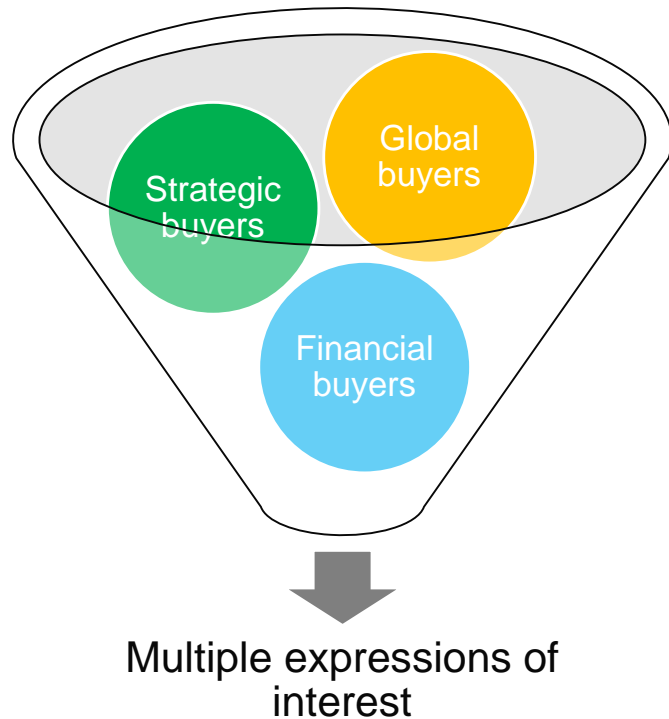 Global
buyers
Strategic
buyers
Financial
buyers
Multiple expressions of
interest